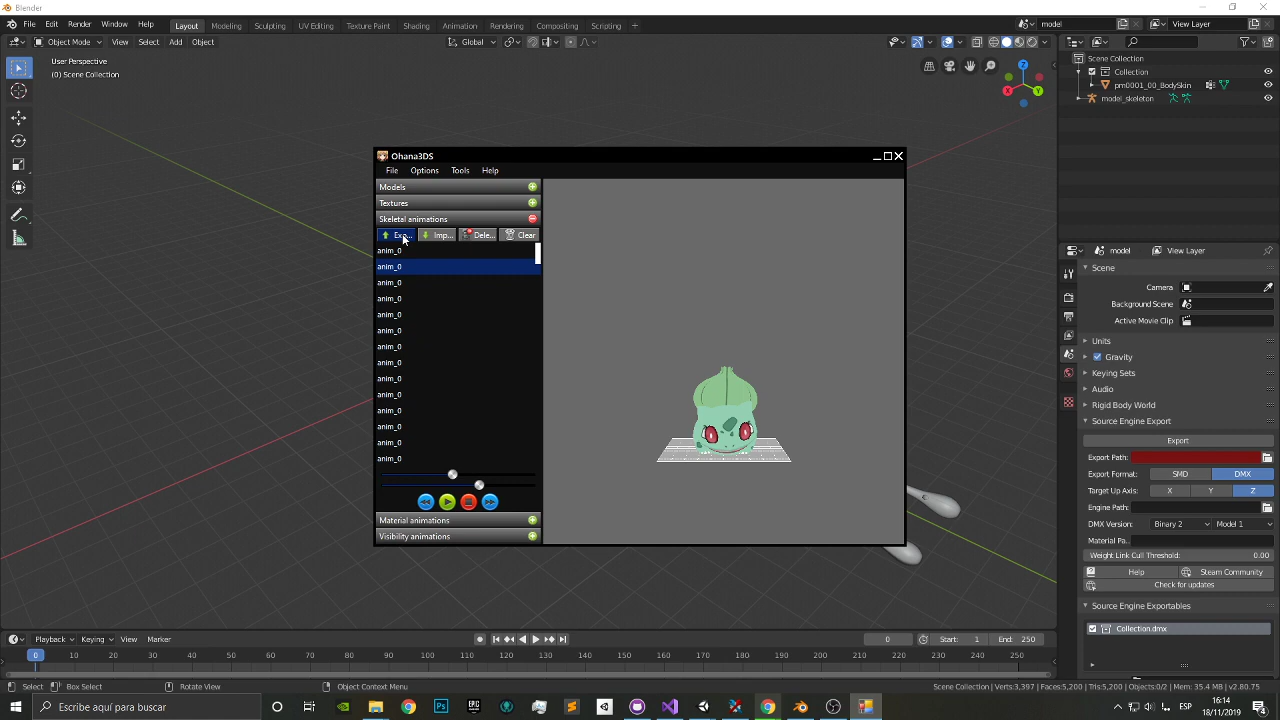 Blender
File Edit Render Window Help Layout Modeling Sculpting UV Editing Texture Paint Shading Animation Rendering Compositing Scripting + model View Layer
Object Mode View Select Add Object Global
User Perspective
(0) Scene Collection
X Y Z
Scene Collection
Collection
pm0001_00_BodySkin
model_skeleton
Ohana3DS
File Options Tools Help
Models
Textures
Skeletal animations
Exp... Imp... Dele... Clear
anim_0
anim_0
anim_0
anim_0
anim_0
anim_0
anim_0
anim_0
anim_0
anim_0
anim_0
anim_0
anim_0
anim_0
Material animations
Visibility animations
model View Layer
Scene
Camera
Background Scene
Active Movie Clip
Units
Gravity
Keying Sets
Audio
Rigid Body World
Source Engine Export
Export
Export Path:
Export Format: SMD DMX
Target Up Axis: X Y Z
Engine Path:
DMX Version: Binary 2 Model 1
Material Pa..
Weight Link Cull Threshold: 0.00
Help Steam Community
Check for updates
Source Engine Exportables
Collection.dmx
Playback Keying View Marker 0 Start: 1 End: 250
0 10 20 30 40 50 60 70 80 90 100 110 120 130 140 150 160 170 180 190 200 210 220 230 240 250
Select Box Select Rotate View Object Context Menu Scene Collection | Verts:3,397 | Faces:5,200 | Tris:5,200 | Objects:0/2 | Mem: 35.4 MB | v2.80.75
Escribe aquí para buscar ESP 16:14
18/11/2019